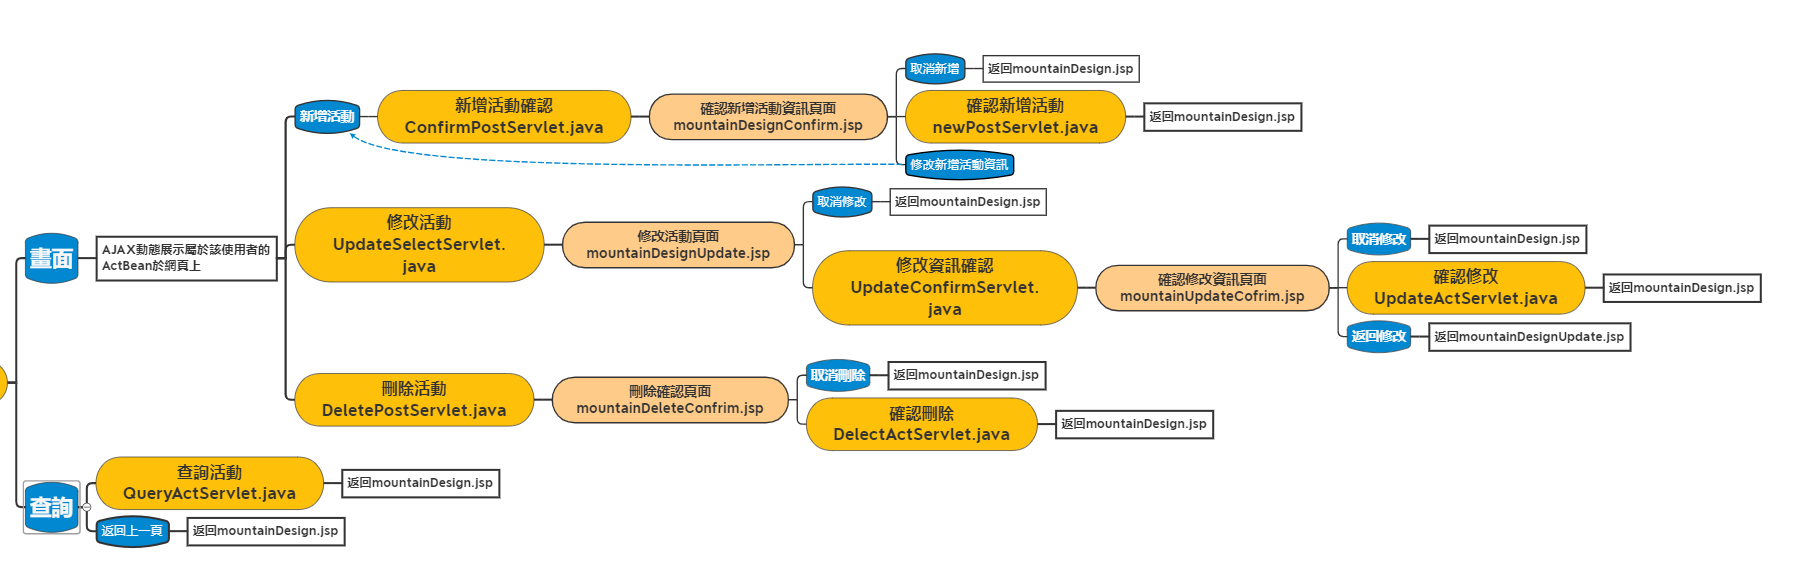 取消新增
返回mountainDesign.jsp
新增活動
新增活動確認
ConfirmPostServlet.java
確認新增活動資訊頁面
mountainDesignConfirm.jsp
確認新增活動
newPostServlet.java
返回mountainDesign.jsp
修改新增活動資訊
畫面
AJAX動態展示屬於該使用者的
ActBean於網頁上
修改活動
UpdateSelectServlet.
java
修改活動頁面
mountainDesignUpdate.jsp
取消修改
返回mountainDesign.jsp
修改資訊確認
UpdateConfirmServlet.
java
確認修改資訊頁面
mountainUpdateCofrim.jsp
取消修改
返回mountainDesign.jsp
確認修改
UpdateActServlet.java
返回mountainDesign.jsp
返回修改
返回mountainDesignUpdate.jsp
刪除活動
DeletePostServlet.java
刪除確認頁面
mountainDeleteConfrim.jsp
取消刪除
返回mountainDesign.jsp
確認刪除
DelectActServlet.java
返回mountainDesign.jsp
查詢
查詢活動
QueryActServlet.java
返回mountainDesign.jsp
返回上一頁
返回mountainDesign.jsp